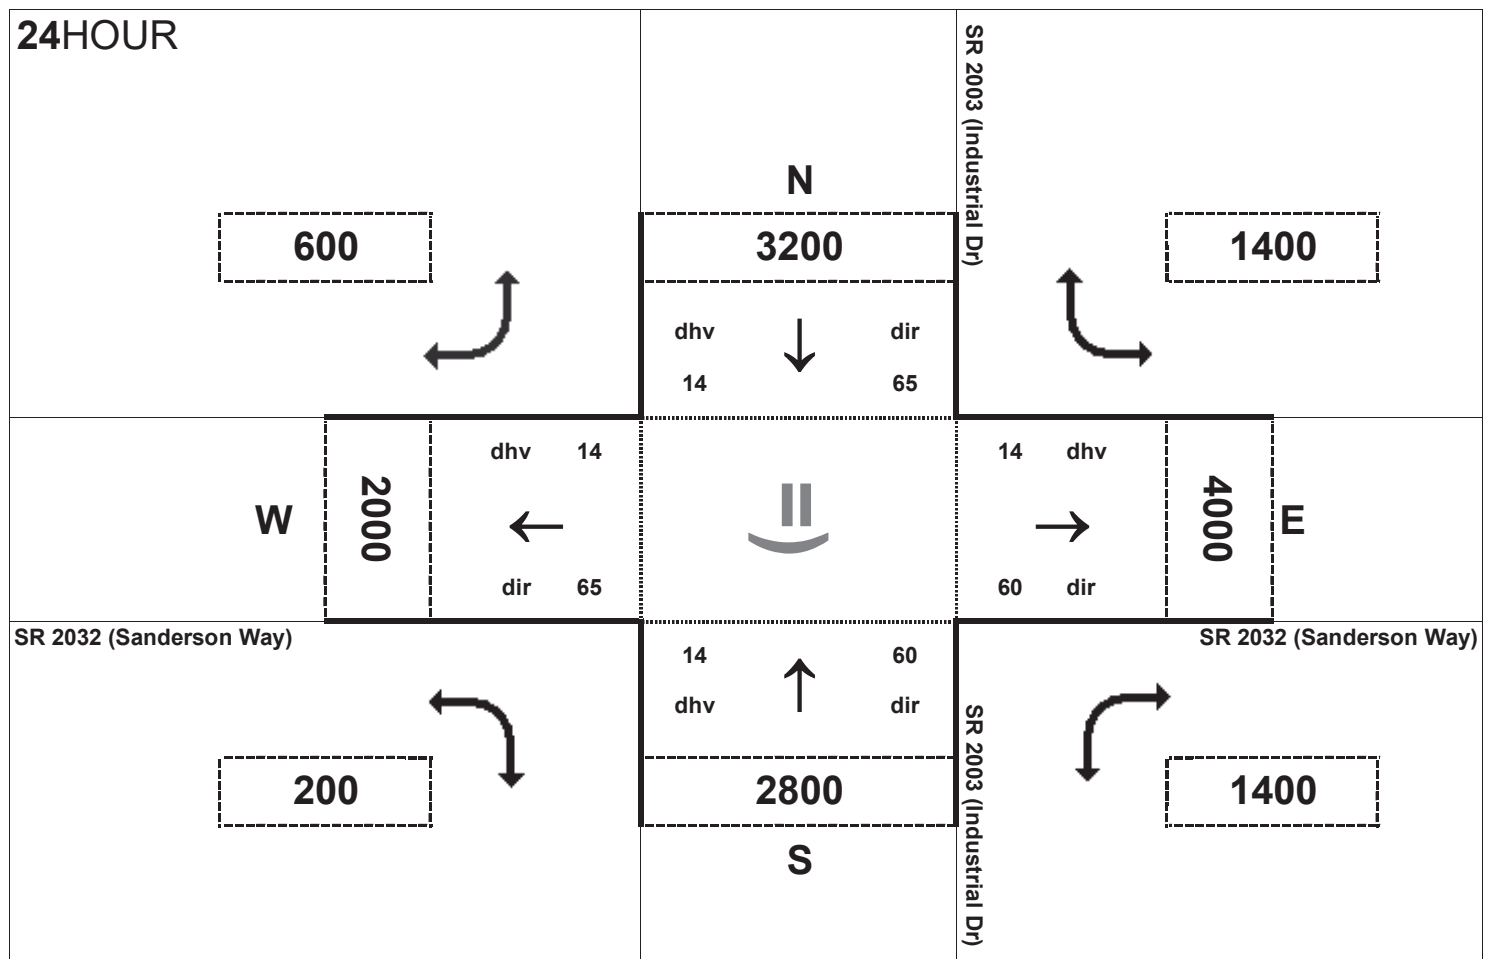 24HOUR
SR 2003 (Industrial Dr)
N
600
3200
1400
dhv
dir
14
65
dhv 14
14 dhv
W
2000
4000
E
dir 65
60 dir
SR 2032 (Sanderson Way)
SR 2032 (Sanderson Way)
14
60
dhv
dir
SR 2003 (Industrial Dr)
200
2800
1400
S